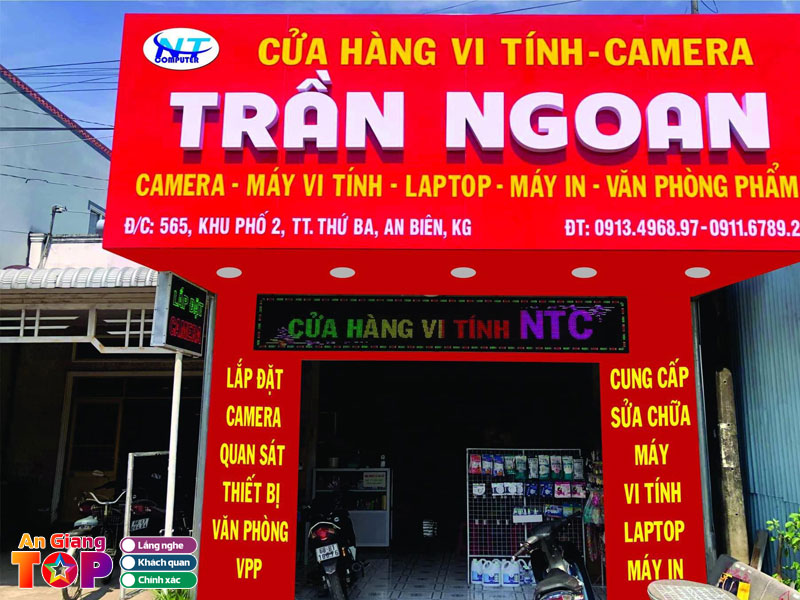 NT
COMPUTER
CỬA HÀNG VI TÍNH-CAMERA
TRẦN NGOAN
CAMERA - MÁY VI TÍNH - LAPTOP - MÁY IN - VĂN PHÒNG PHẨM
Đ/C: 565, KHU PHỐ 2, TT. THỨ BA, AN BIÊN, KG
ĐT: 0913.4968.97-0911.6789.2
LẮP ĐẶT
CAMERA
CỬA HÀNG VI TÍNH NTC
LẮP ĐẶT
CAMERA
QUAN SÁT
THIẾT BỊ
VĂN PHÒNG
VPP
CUNG CẤP
SỬA CHỮA
MÁY
VI TÍNH
LAPTOP
MÁY IN
An Giang
TOP
Lắng nghe
Khách quan
Chính xác